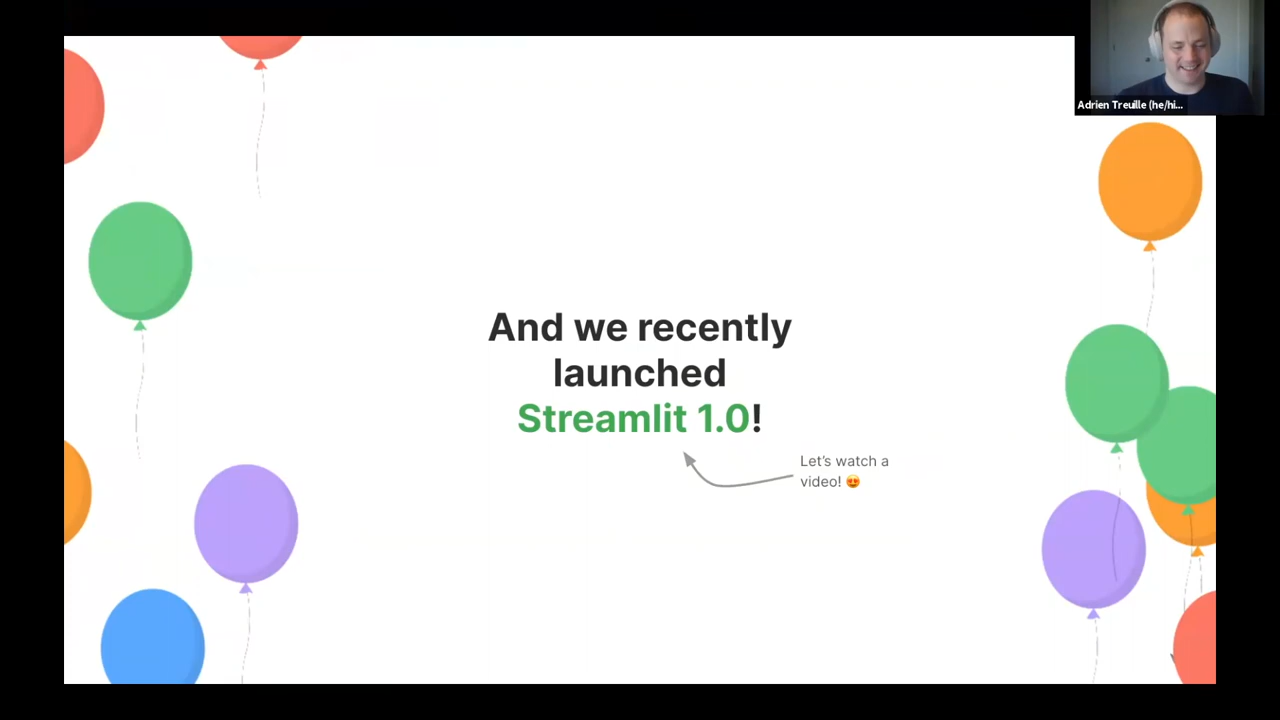 Adrien Treuille (he/hi...
And we recently
launched
Streamlit 1.0!
Let’s watch a
video! 😍